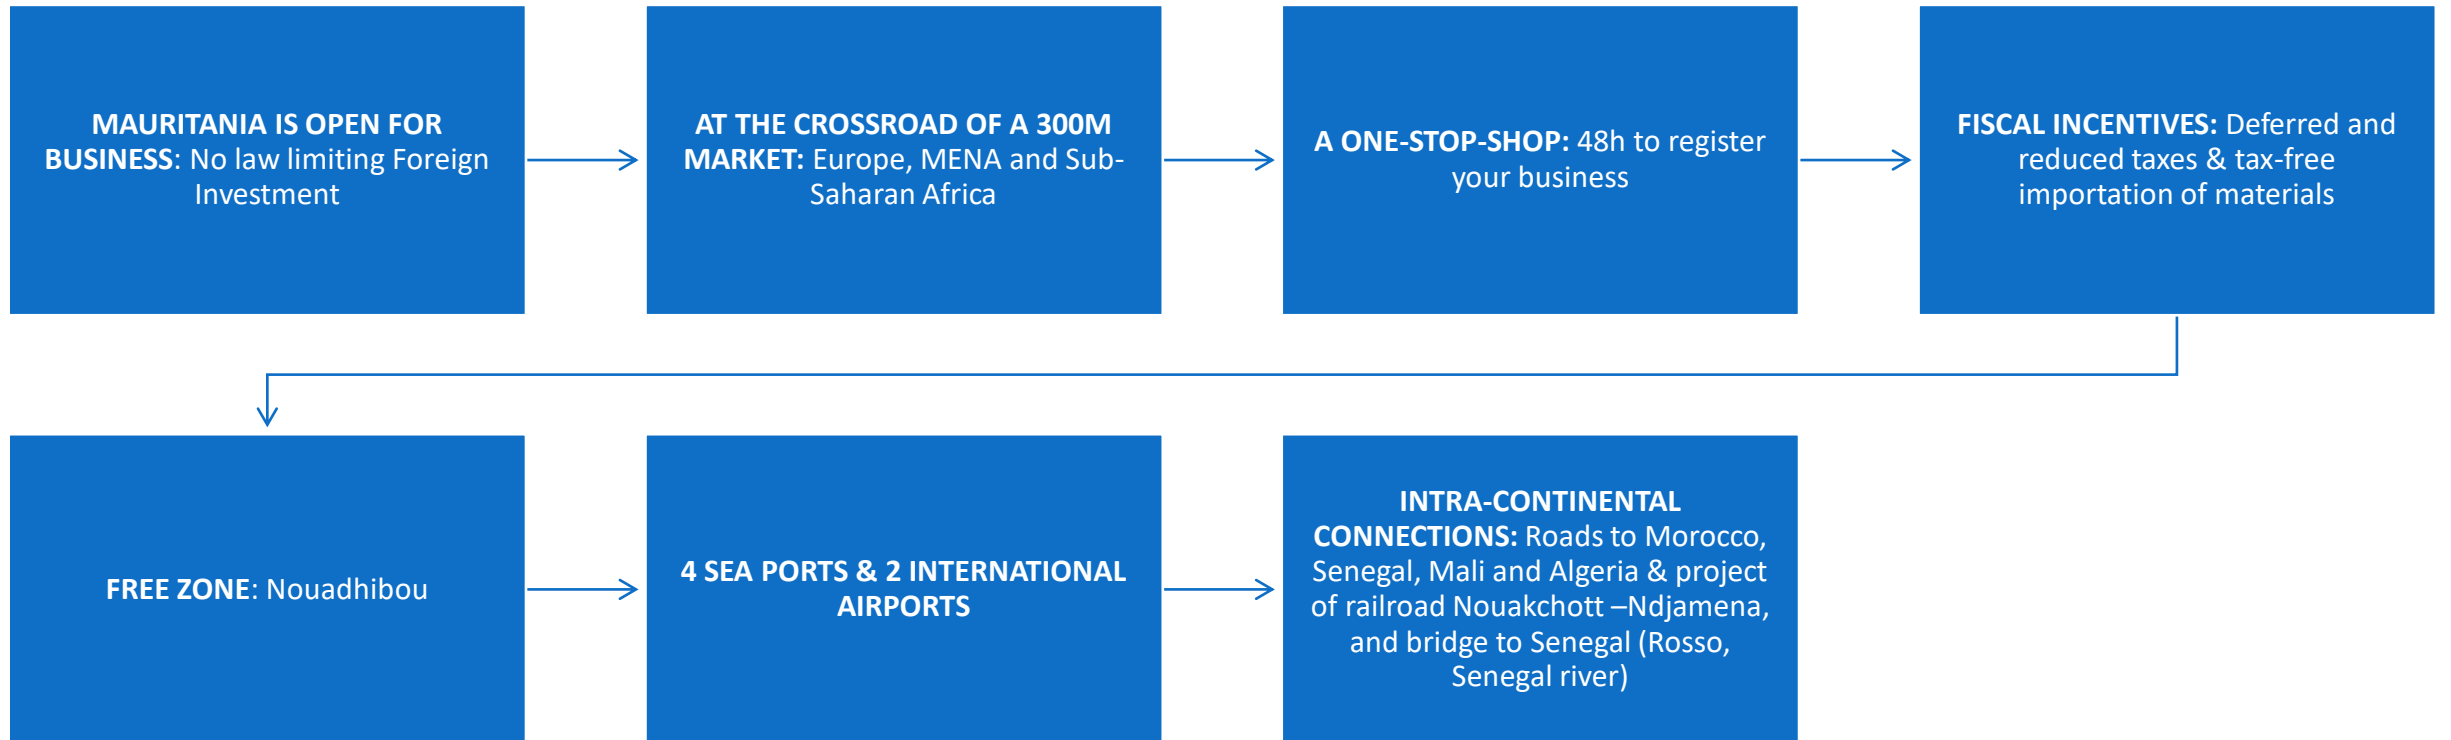 MAURITANIA IS OPEN FOR
BUSINESS: No law limiting Foreign
Investment
AT THE CROSSROAD OF A 300M
MARKET: Europe, MENA and Sub-
Saharan Africa
A ONE-STOP-SHOP: 48h to register
your business
FISCAL INCENTIVES: Deferred and
reduced taxes & tax-free
importation of materials
FREE ZONE: Nouadhibou
4 SEA PORTS & 2 INTERNATIONAL
AIRPORTS
INTRA-CONTINENTAL
CONNECTIONS: Roads to Morocco,
Senegal, Mali and Algeria & project
of railroad Nouakchott –Ndjamena,
and bridge to Senegal (Rosso,
Senegal river)